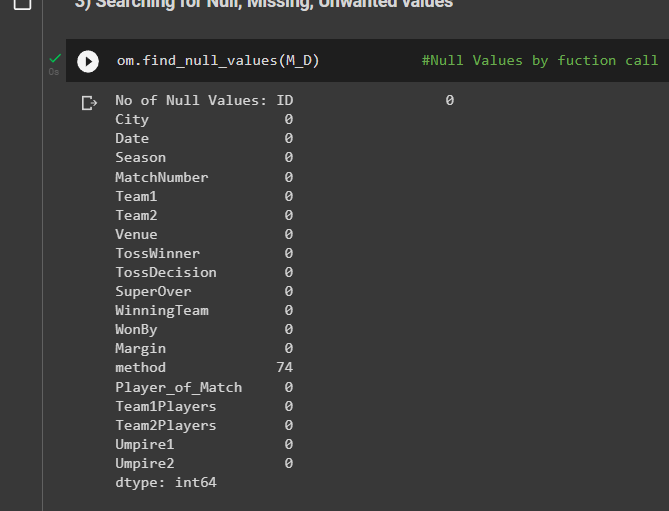 3) Searching for Null, Missing, Unwanted values
om.find_null_values(M_D) #Null Values by fuction call
0s
No of Null Values: ID 0
City 0
Date 0
Season 0
MatchNumber 0
Team1 0
Team2 0
Venue 0
TossWinner 0
TossDecision 0
SuperOver 0
WinningTeam 0
WonBy 0
Margin 0
method 74
Player_of_Match 0
Team1Players 0
Team2Players 0
Umpire1 0
Umpire2 0
dtype: int64